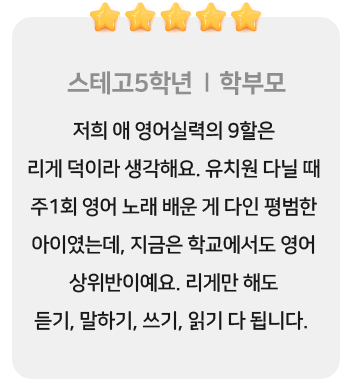 스테고5학년 | 학부모
저희 애 영어실력의 9할은
리게 덕이라 생각해요. 유치원 다닐 때
주1회 영어 노래 배운 게 다인 평범한
아이였는데, 지금은 학교에서도 영어
상위반이예요. 리게만 해도
듣기, 말하기, 쓰기, 읽기 다 됩니다.